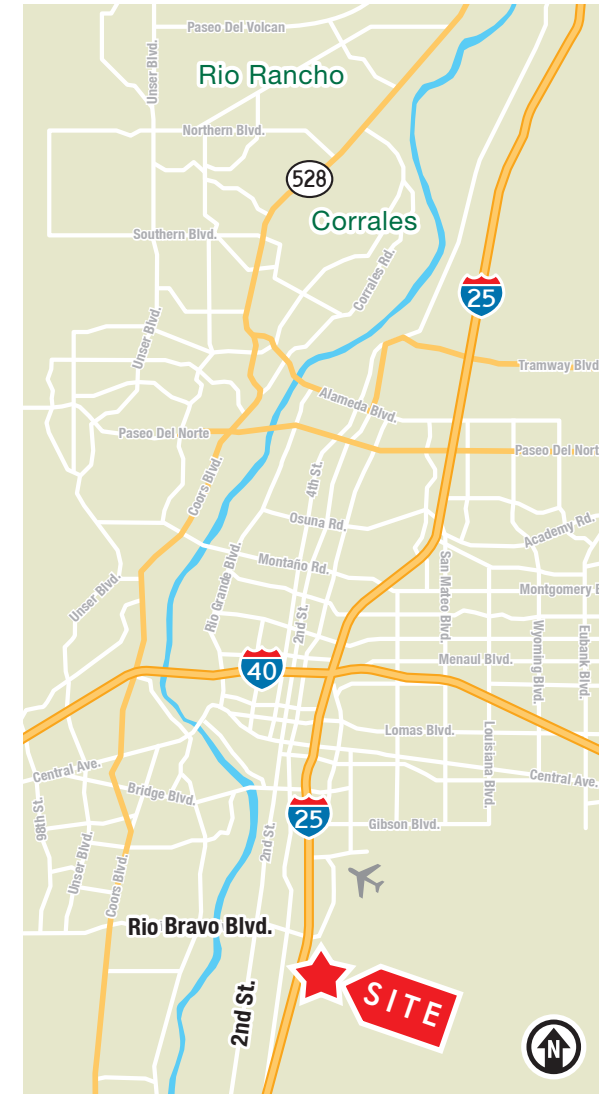 Paseo Del Volcan
Unser Blvd.
Rio Rancho
Northern Blvd.
528
Corrales
Southern Blvd.
Corrales Rd.
25
Unser Blvd.
Tramway Blvd
Alameda Blvd.
Paseo Del Norte
Paseo Del Nort
Coors Blvd.
4th St.
Osuna Rd.
Academy Rd.
Montaño Rd.
San Mateo Blvd.
Unser Blvd.
Rio Grande Blvd.
Montgomery B
2nd St.
Wyoming Blvd.
Eubank Blvd.
Menaul Blvd.
40
Lomas Blvd.
Louisiana Blvd.
Central Ave.
Central Ave.
Bridge Blvd.
25
98th St.
Gibson Blvd.
2nd St.
Unser Blvd.
Coors Blvd.
Rio Bravo Blvd.
SITE
2nd St.
N